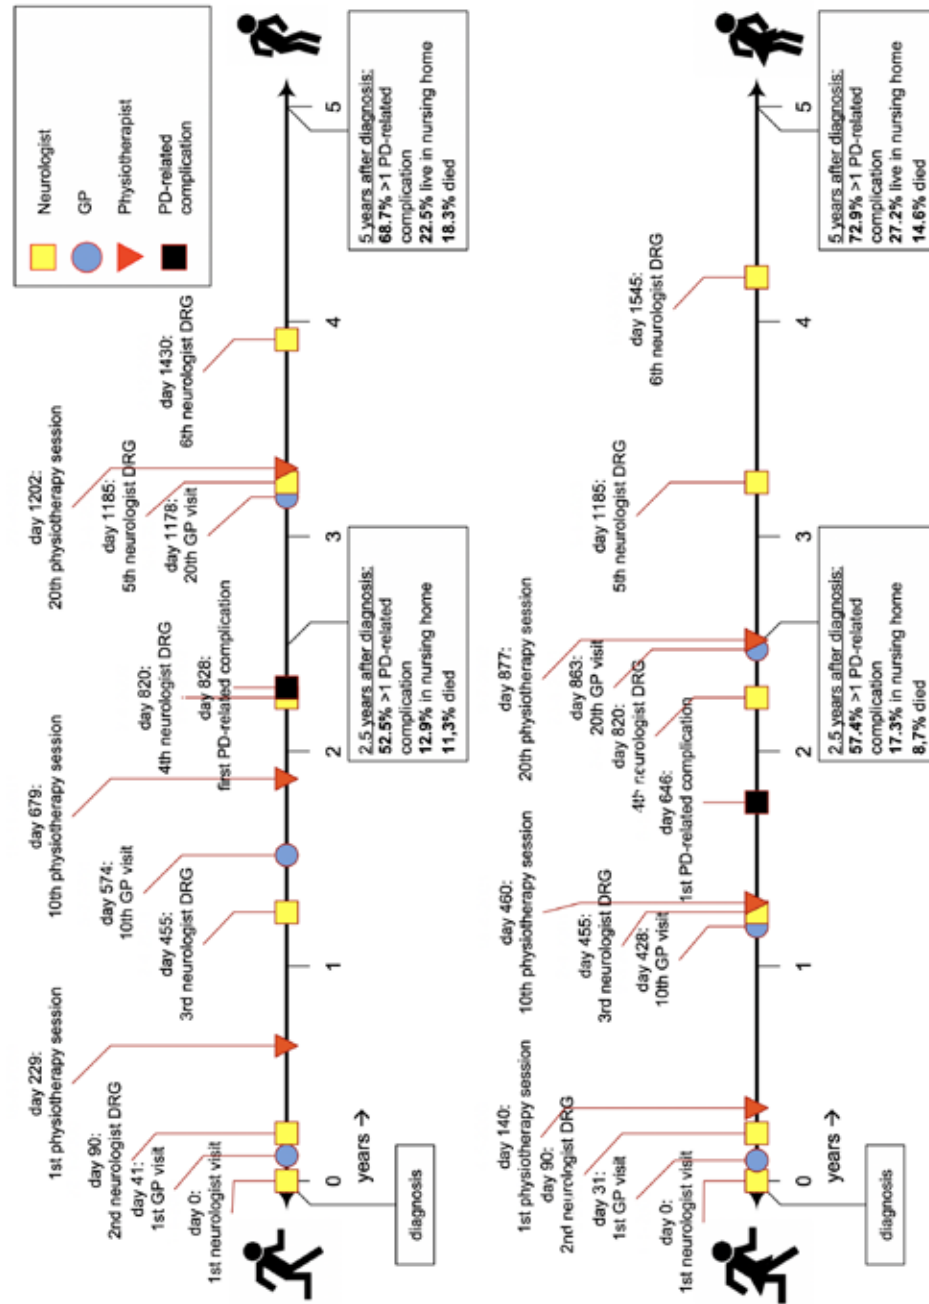 Neurologist
GP
Physiotherapist
PD-related
complication
day 229:
1st physiotherapy session
day 90:
2nd neurologist DRG
day 41:
1st GP visit
day 0:
1st neurologist visit
day 679:
10th physiotherapy session
day 574:
10th GP visit
day 455:
3rd neurologist DRG
day 820:
4th neurologist DRG
day 828:
first PD-related complication
day 1202:
20th physiotherapy session
day 1185:
5th neurologist DRG
day 1178:
20th GP visit
day 1430:
6th neurologist DRG
0
1
2
3
4
5
years →
diagnosis
2.5 years after diagnosis:
52.5% >1 PD-related
complication
12.9% in nursing home
11,3% died
5 years after diagnosis:
68.7% >1 PD-related
complication
22.5% live in nursing home
18.3% died
day 140:
1st physiotherapy session
day 90:
2nd neurologist DRG
day 31:
1st GP visit
day 0:
1st neurologist visit
day 460:
10th physiotherapy session
day 455:
3rd neurologist DRG
day 428:
10th GP visit
day 877:
20th physiotherapy session
day 863:
20th GP visit
day 820:
4th neurologist DRG
day 646:
1st PD-related complication
day 1185:
5th neurologist DRG
day 1545:
6th neurologist DRG
0
1
2
3
4
5
years →
diagnosis
2.5 years after diagnosis:
57.4% >1 PD-related
complication
17.3% in nursing home
8,7% died
5 years after diagnosis:
72.9% >1 PD-related
complication
27.2% live in nursing home
14.6% died